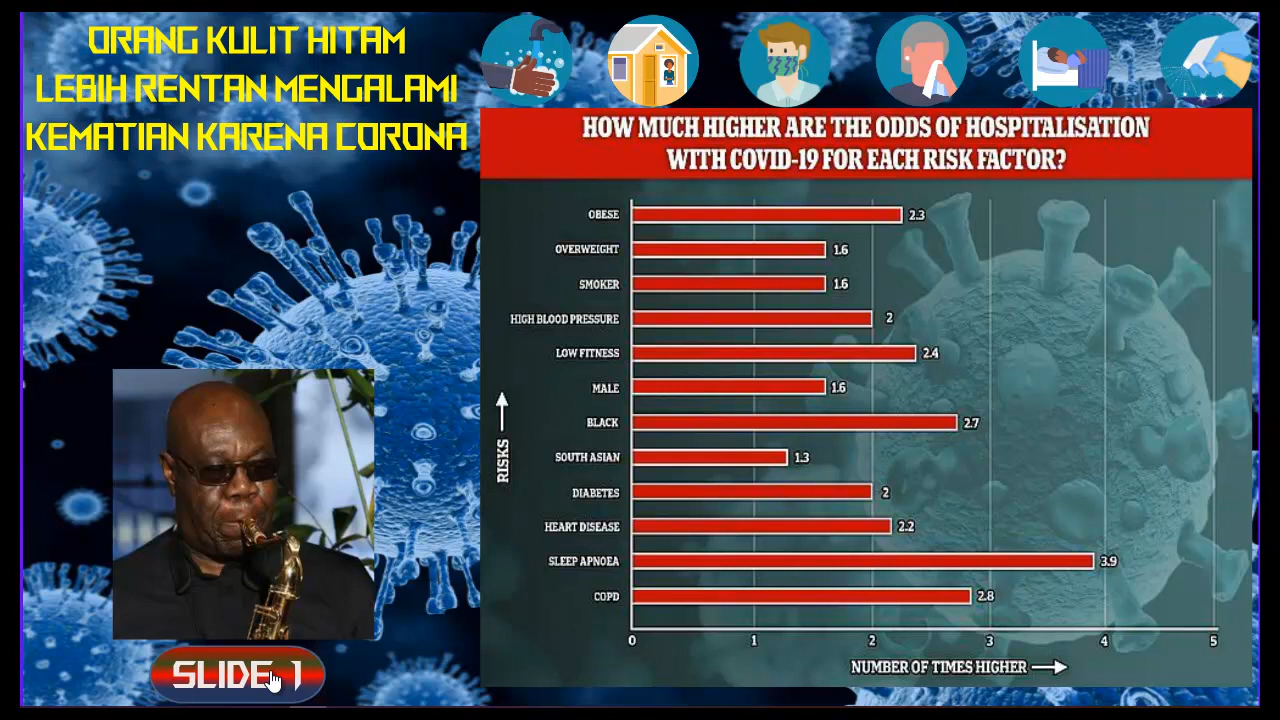 ORANG KULIT HITAM
LEBIH RENTAN MENGALAMI
KEMATIAN KARENA CORONA
HOW MUCH HIGHER ARE THE ODDS OF HOSPITALISATION
WITH COVID-19 FOR EACH RISK FACTOR?
OBESE 2.3
OVERWEIGHT 1.6
SMOKER 1.6
HIGH BLOOD PRESSURE 2
LOW FITNESS 2.4
MALE 1.6
BLACK 2.7
SOUTH ASIAN 1.3
DIABETES 2
HEART DISEASE 2.2
SLEEP APNOEA 3.9
COPD 2.8
RISKS
0 1 2 3 4 5
NUMBER OF TIMES HIGHER
SLIDE 1